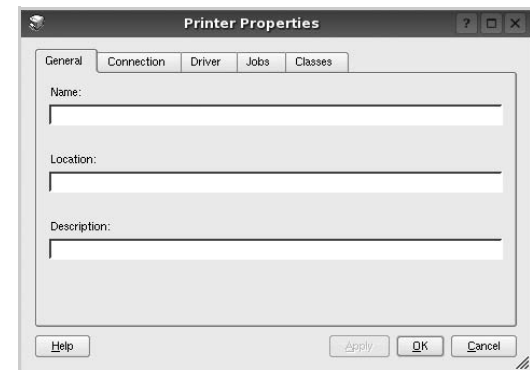 Printer Properties
?
General Connection Driver Jobs Classes
Name:
Location:
Description:
Help Apply OK Cancel